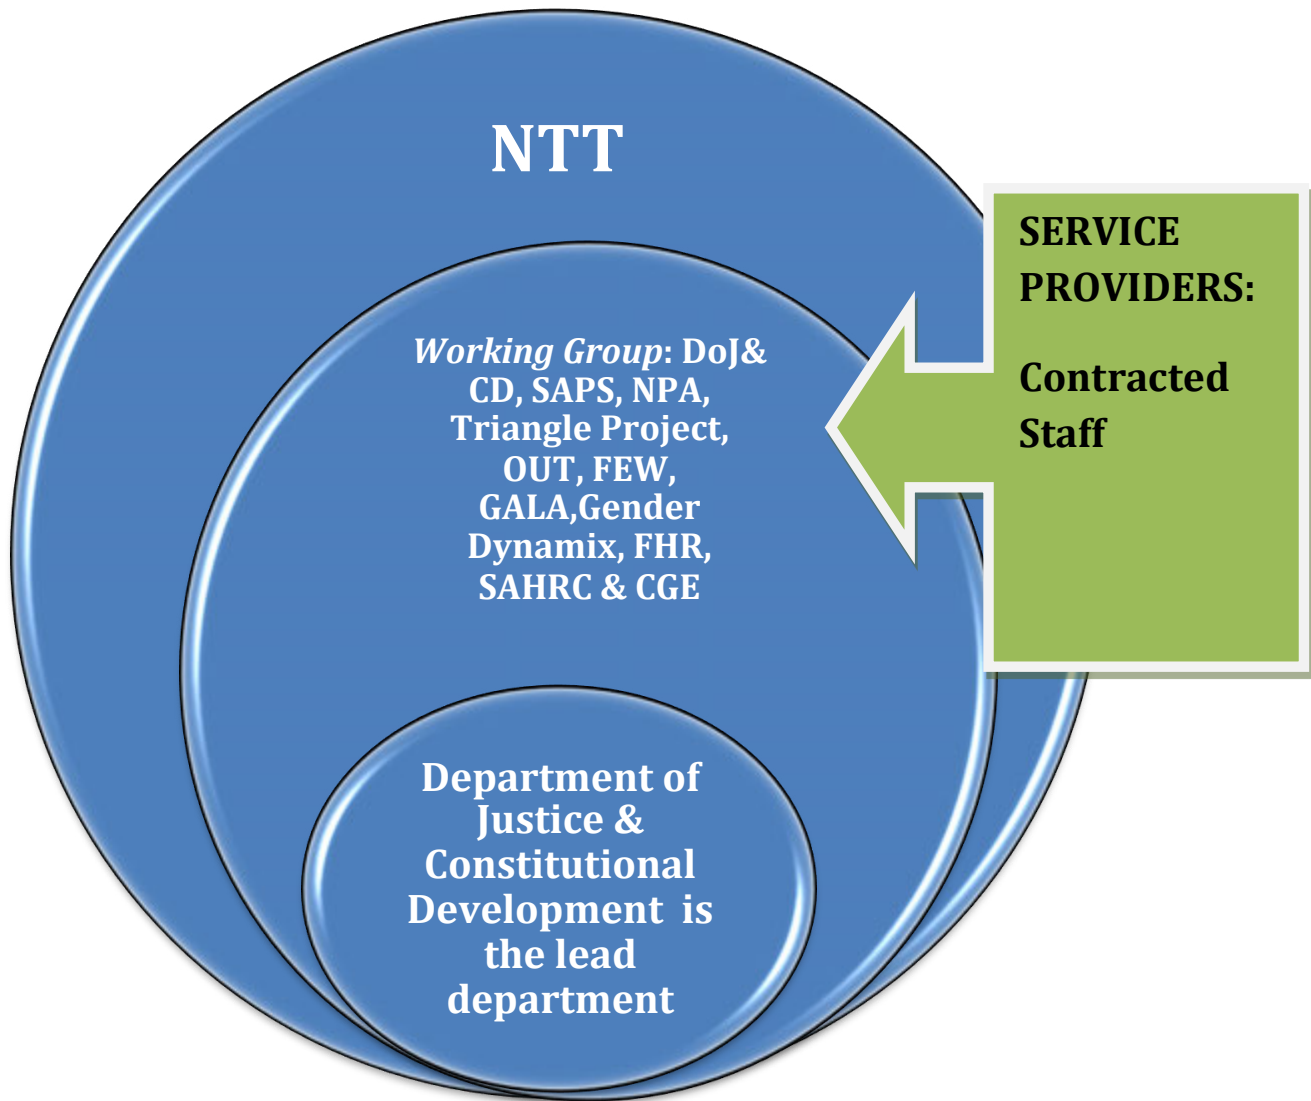 NTT
Working Group: DoJ&
CD, SAPS, NPA,
Triangle Project,
OUT, FEW,
GALA,Gender
Dynamix, FHR,
SAHRC & CGE
Department of
Justice &
Constitutional
Development  is
the lead
department
SERVICE
PROVIDERS:
Contracted
Staff